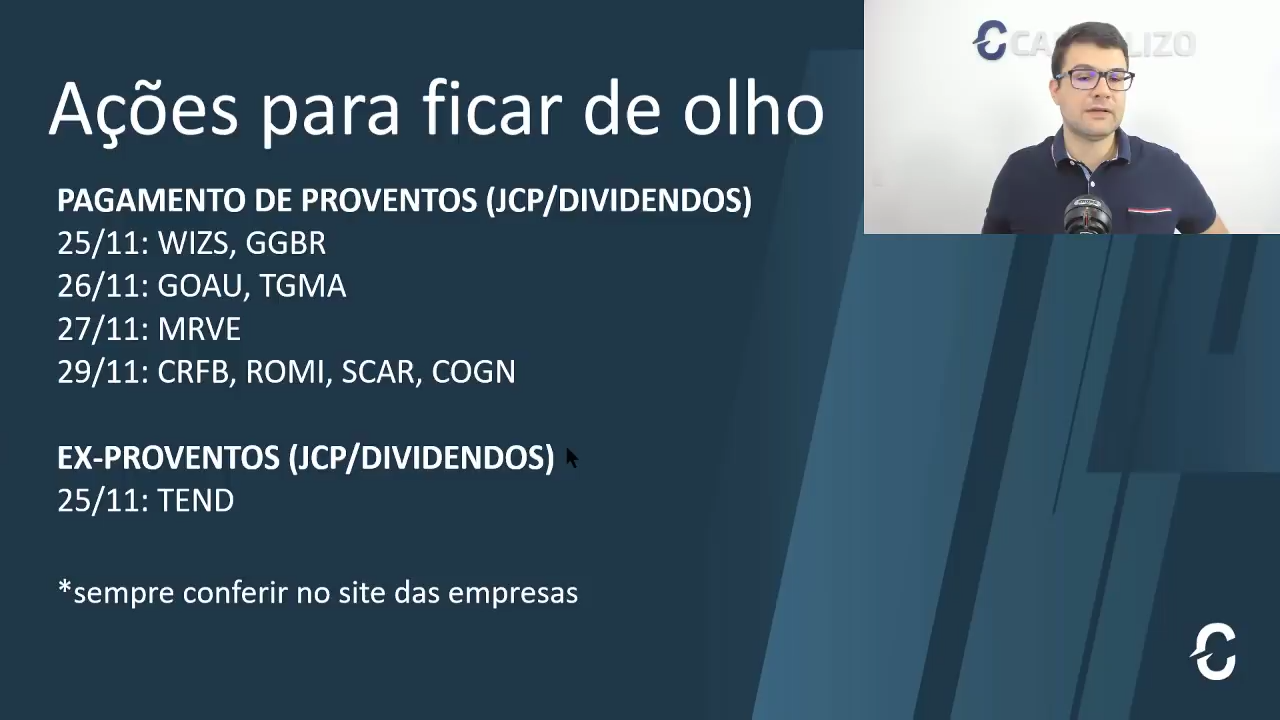 Ações para ficar de olho
PAGAMENTO DE PROVENTOS (JCP/DIVIDENDOS)
25/11: WIZS, GGBR
26/11: GOAU, TGMA
27/11: MRVE
29/11: CRFB, ROMI, SCAR, COGN
EX-PROVENTOS (JCP/DIVIDENDOS)
25/11: TEND
*sempre conferir no site das empresas